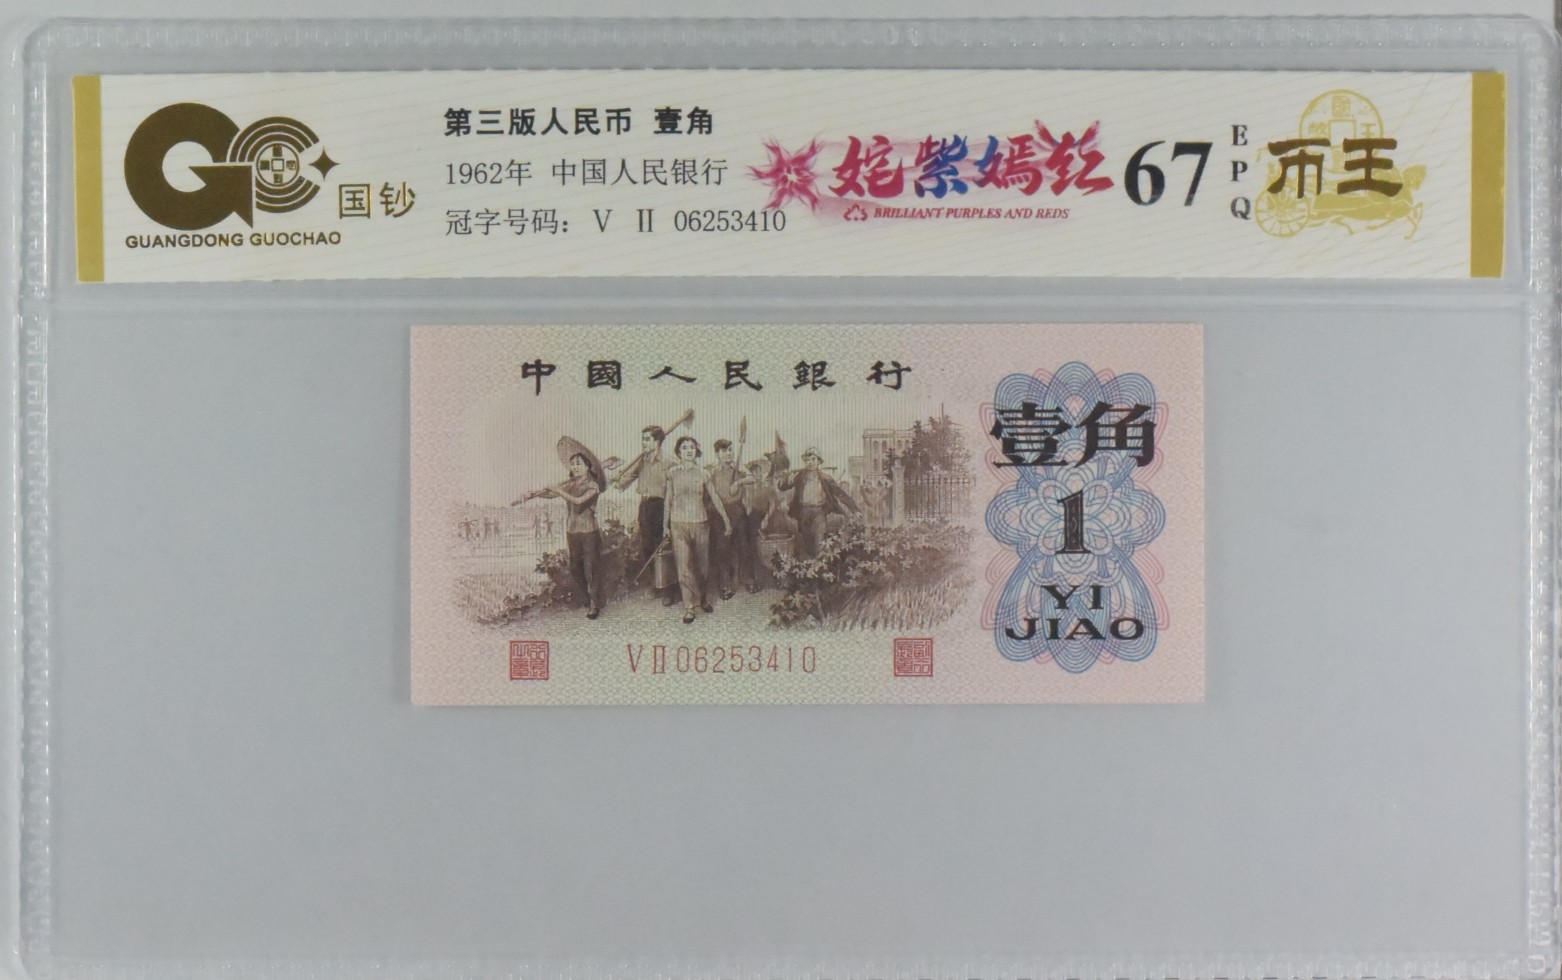 国钞
GUANGDONG GUOCHAO
第三版人民币 壹角
1962年 中国人民银行
冠字号码: V Ⅱ 06253410
姹紫嫣红
BRILLIANT PURPLES AND REDS
67
EPQ
币王
中國人民銀行
壹角
1
YI
JIAO
VⅡ06253410